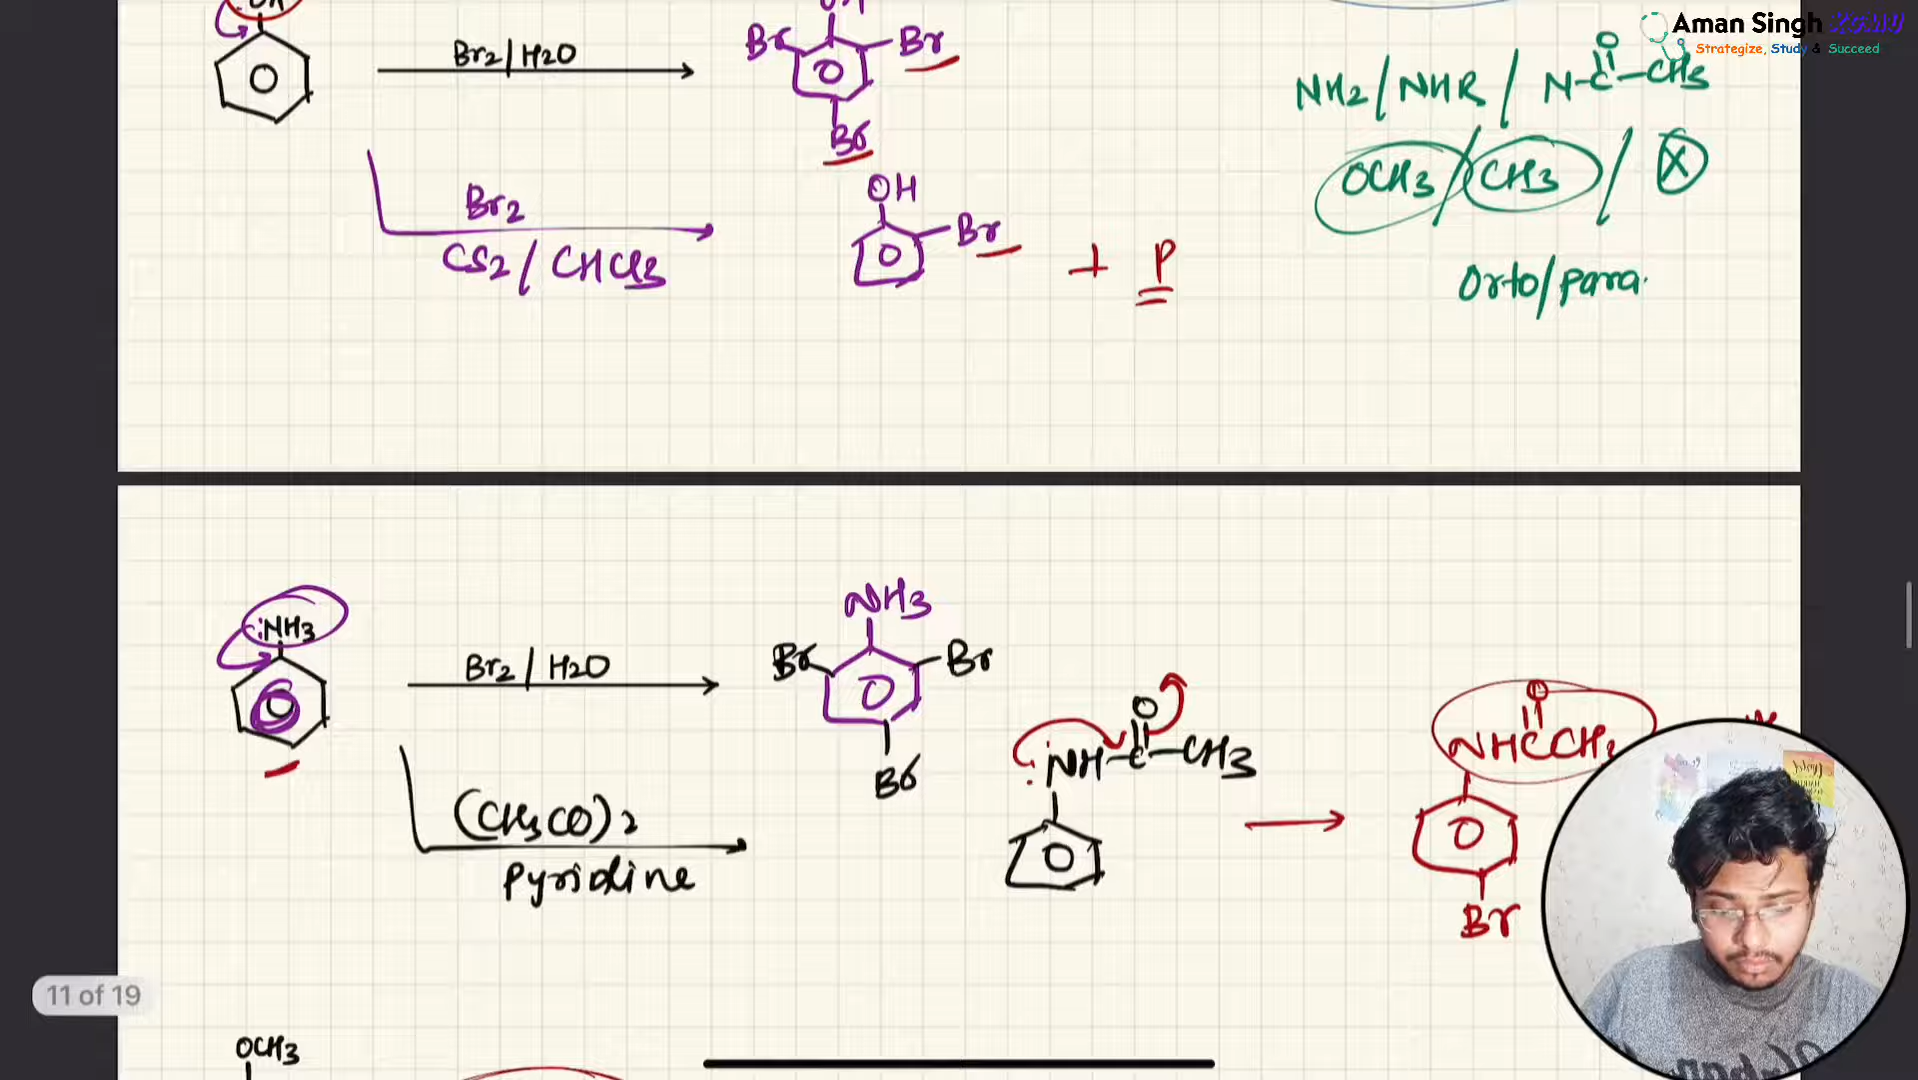 Aman Singh
Strategize, Study & Succeed
Br2/H2O
Br
Br
Br
NH2/NHR/N-C-CH3
O
OCH3/CH3/X
Orto/para.
Br2
CS2/CHCl3
OH
Br
+ P
:NH3
Br2/H2O
NH3
Br
Br
Br
(CH3CO)2
Pyridine
O
:NH-C-CH3
O
NHCCH3
Br
11 of 19
OCH3